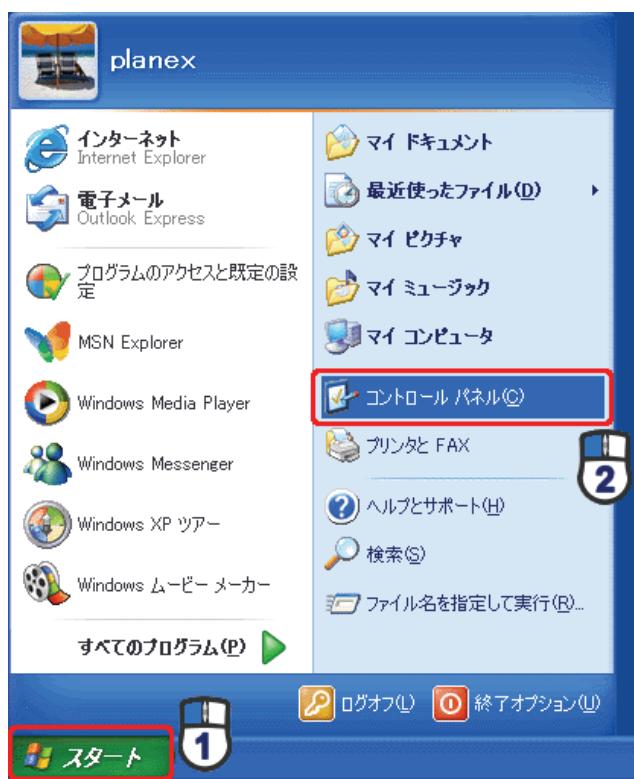 planex
インターネット
Internet Explorer
電子メール
Outlook Express
プログラムのアクセスと既定の設
定
MSN Explorer
Windows Media Player
Windows Messenger
Windows XP ツアー
Windows ムービー メーカー
すべてのプログラム(P)
マイ ドキュメント
最近使ったファイル(D)
マイ ピクチャ
マイ ミュージック
マイ コンピュータ
コントロール パネル(C)
プリンタと FAX
2
ヘルプとサポート(H)
検索(S)
ファイル名を指定して実行(R)...
ログオフ(L)
終了オプション(U)
スタート
1